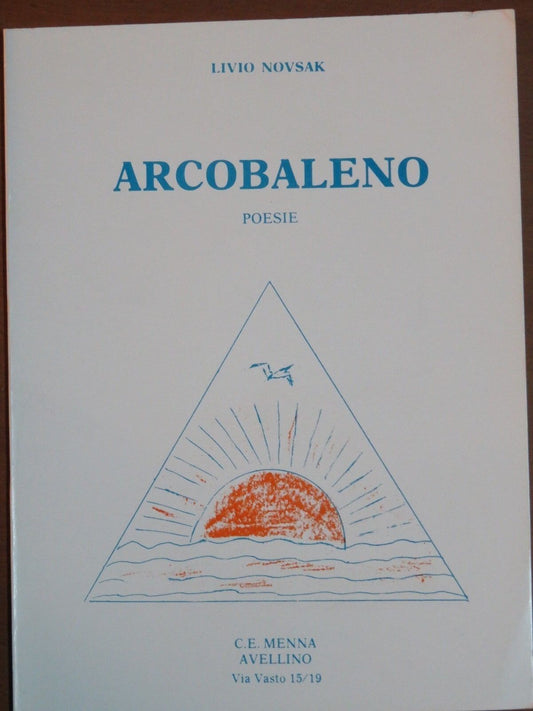 LIVIO NOVSAK
ARCOBALENO
POESIE
C.E. MENNA
AVELLINO
Via Vasto 15/19